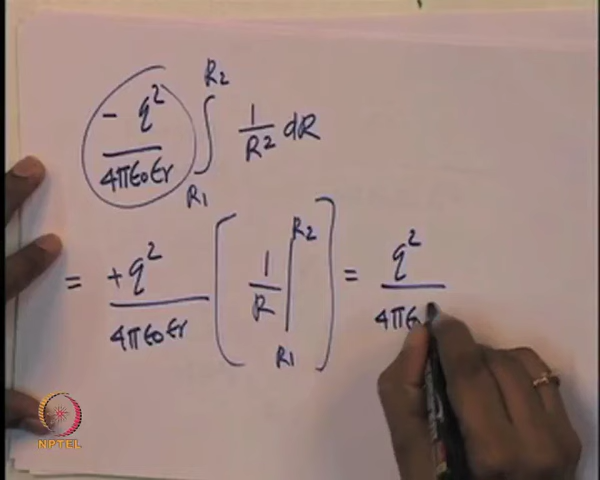 - q² / 4πϵ₀ϵr ∫_{R1}^{R2} 1/R² dR
= + q² / 4πϵ₀ϵr ( 1/R |_{R1}^{R2} ) = q² / 4πϵ
NPTEL